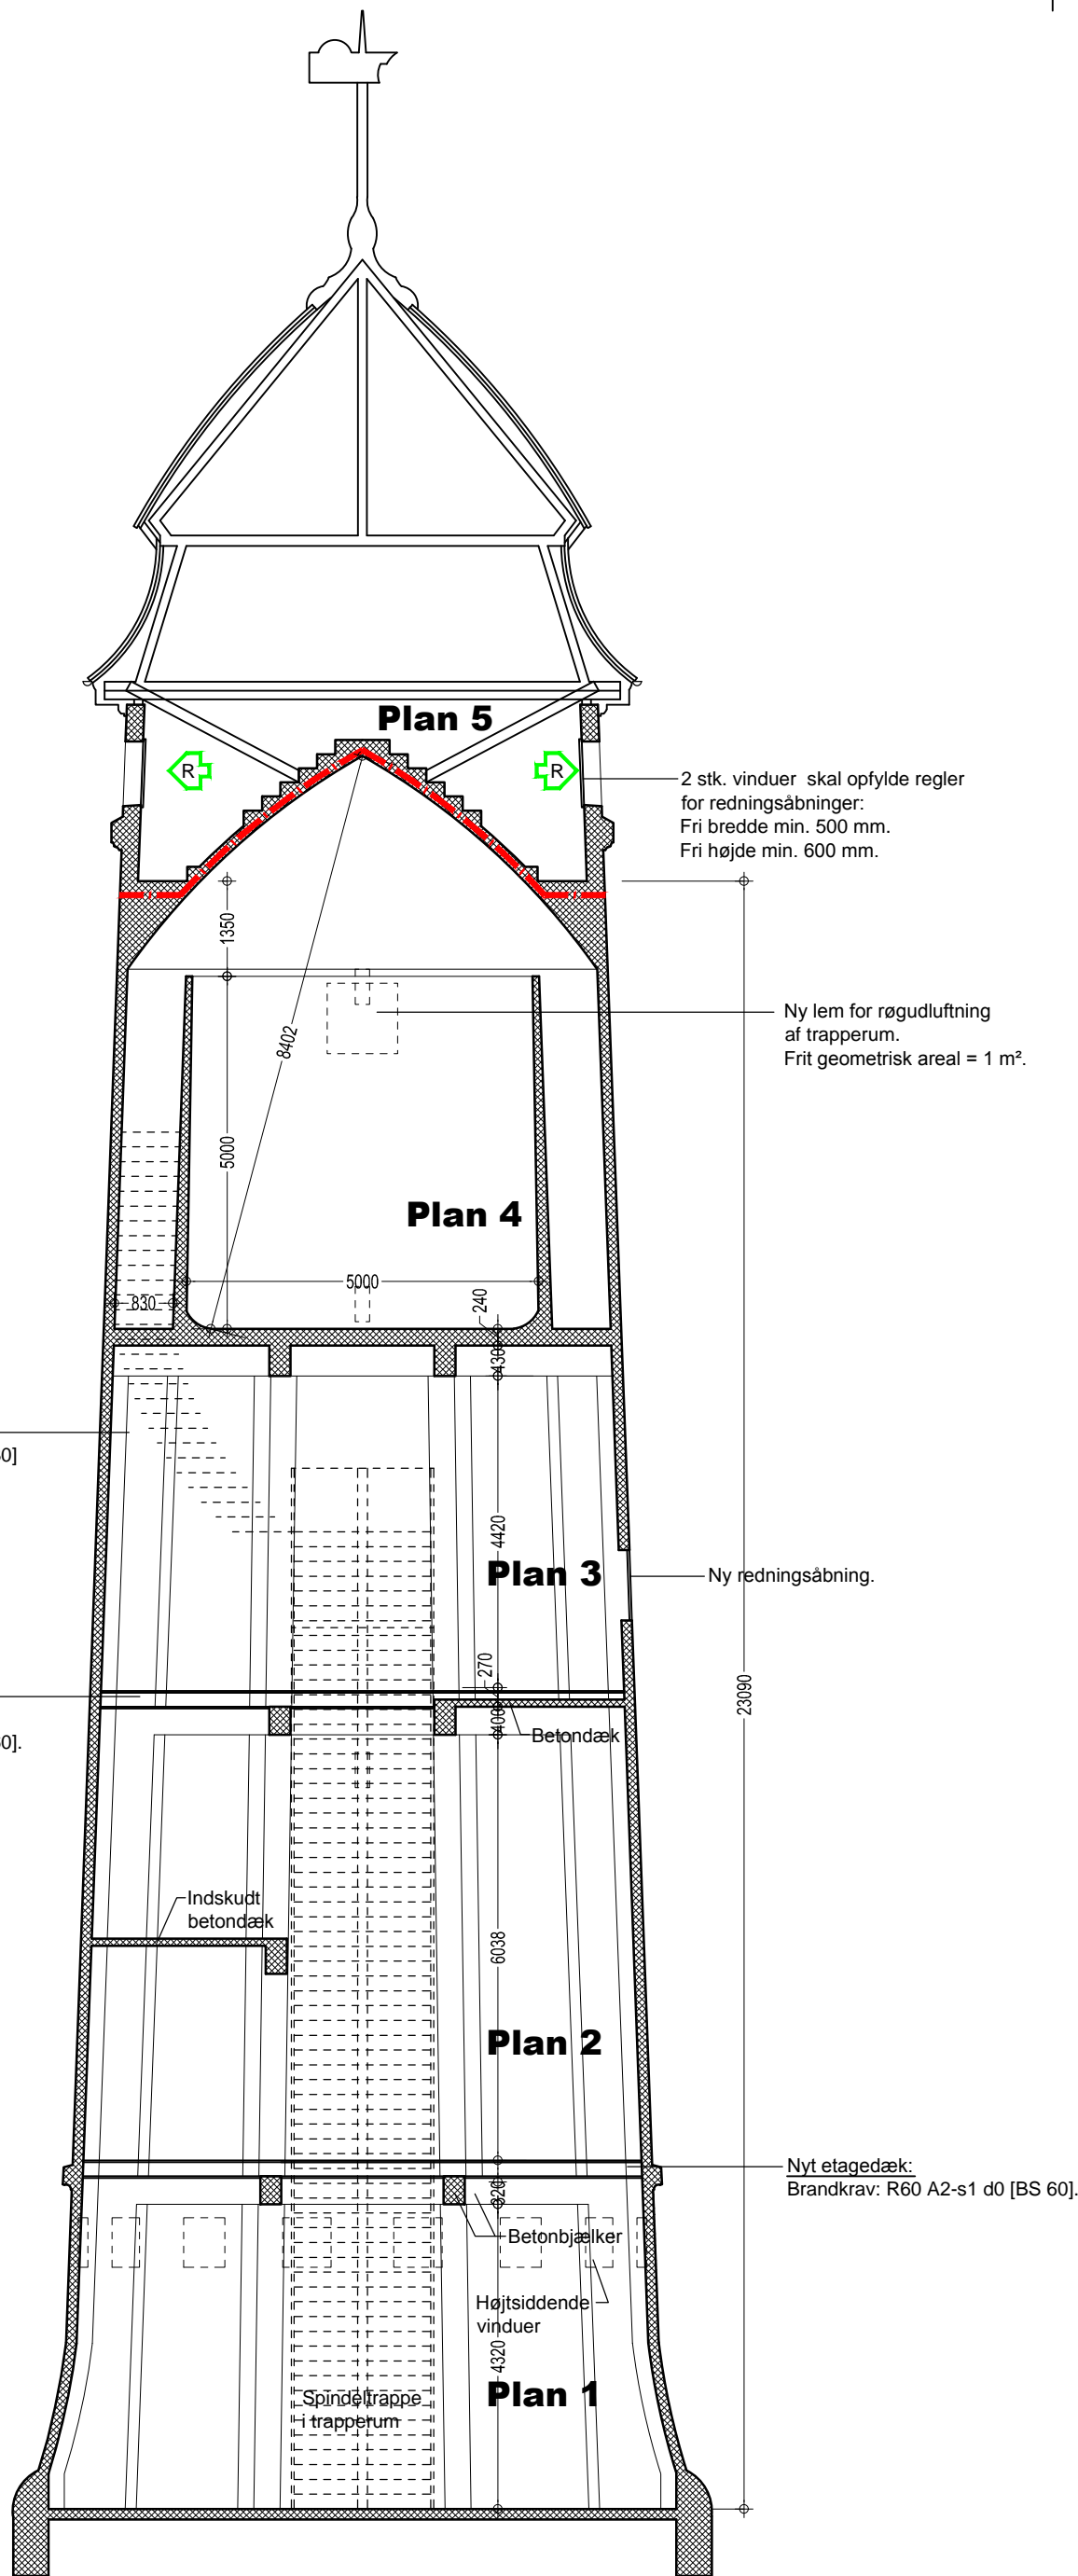 Plan 5
R
R
2 stk. vinduer skal opfylde regler
for redningsåbninger:
Fri bredde min. 500 mm.
Fri højde min. 600 mm.
1350
8402
Ny lem for røgudluftning
af trapperum.
Frit geometrisk areal = 1 m².
5000
Plan 4
5000
830
240
430
0]
4420
Plan 3
Ny redningsåbning.
270
400
23090
Betondæk
0].
Indskudt
betondæk
6038
Plan 2
Nyt etagedæk:
Brandkrav: R60 A2-s1 d0 [BS 60].
320
Betonbjælker
Højtsiddende
vinduer
4320
Plan 1
Spindeltrappe
i trapperum